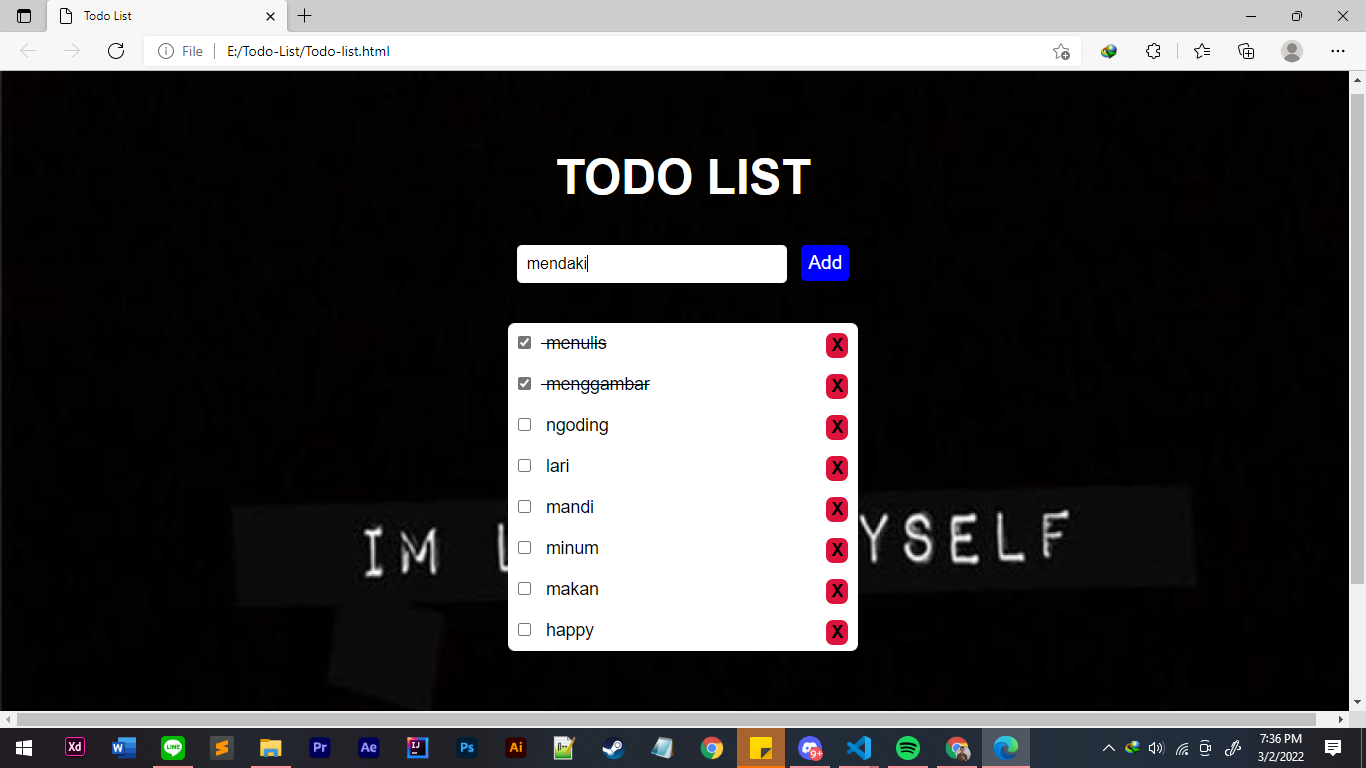 Todo List
File
E:/Todo-List/Todo-list.html
TODO LIST
mendaki
Add
menulis X
menggambar X
ngoding X
lari X
mandi X
minum X
makan X
happy X
IM YSELF
Xd
W
LINE
Pr
Ae
IJ
Ps
Ai
9+
7:36 PM
3/2/2022